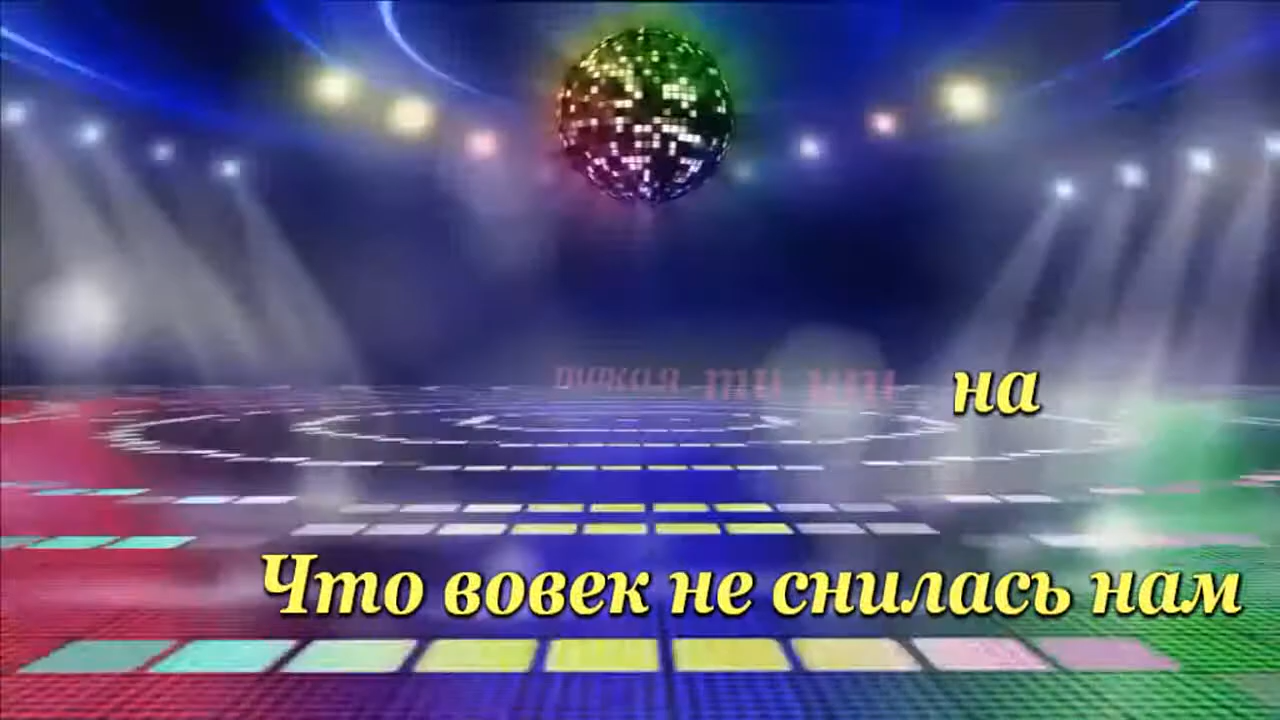 на
Что вовек не снилась нам